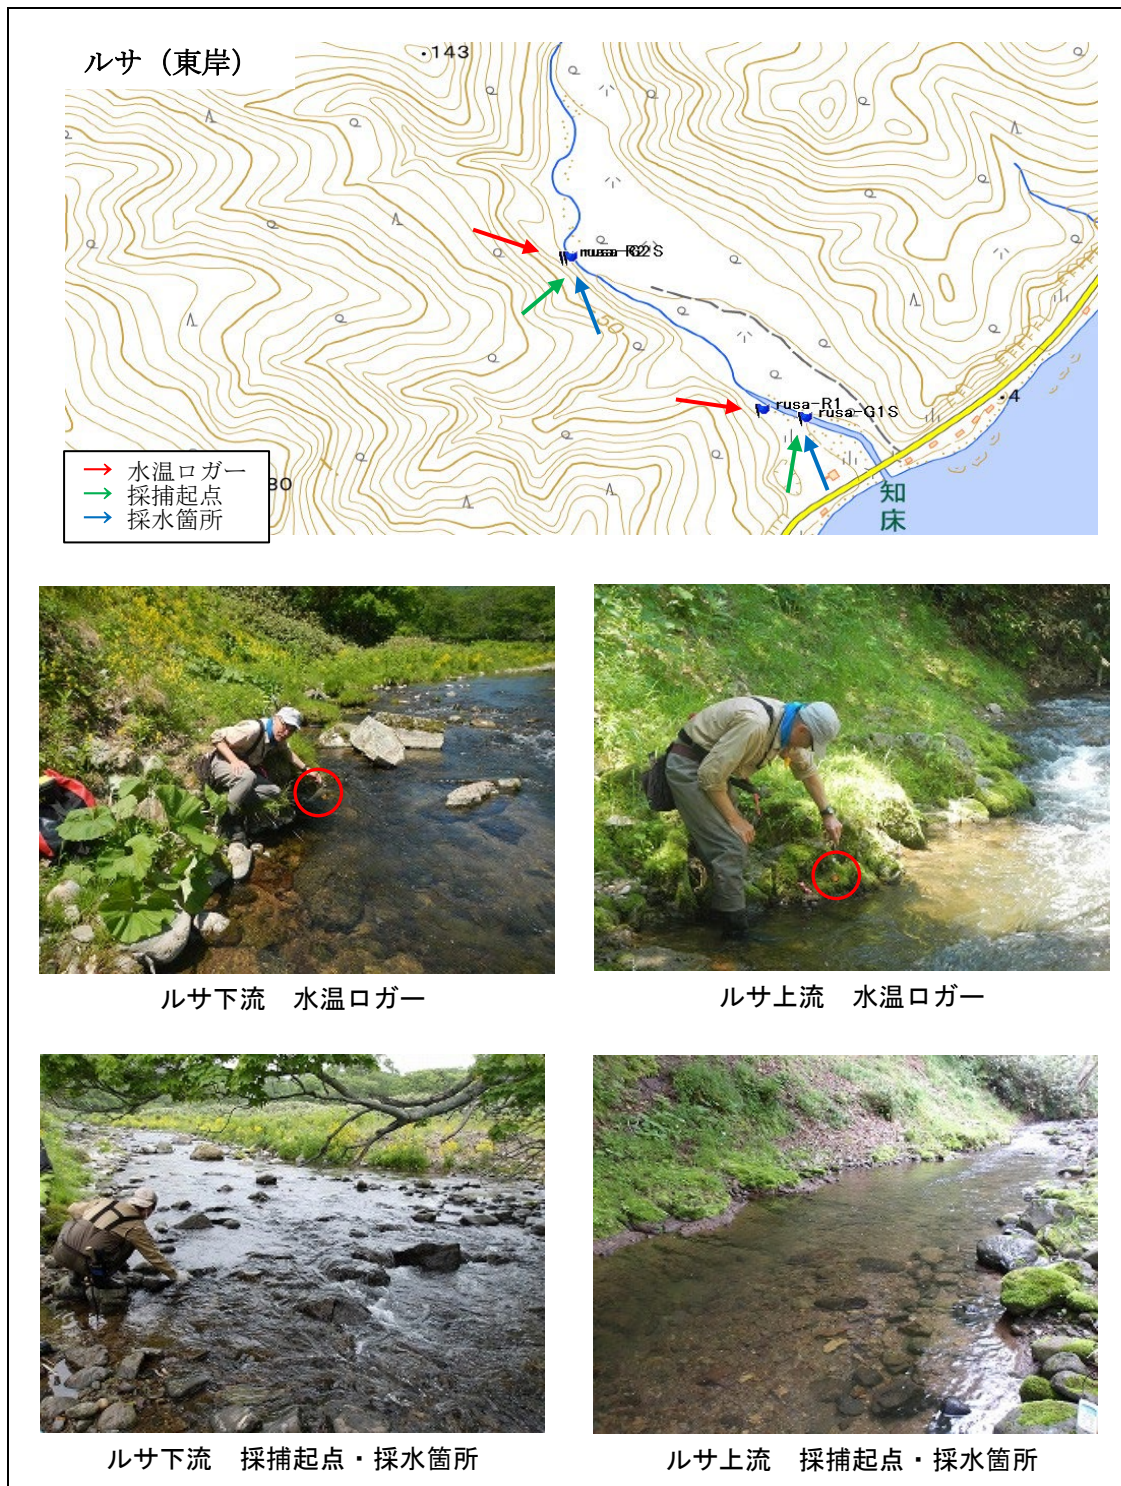 ルサ（東岸）
143
rusa-R1
rusa-G1S
4
50
80
知
床
水温ロガー
採捕起点
採水箇所
ルサ下流　水温ロガー
ルサ上流　水温ロガー
ルサ下流　採捕起点・採水箇所
ルサ上流　採捕起点・採水箇所